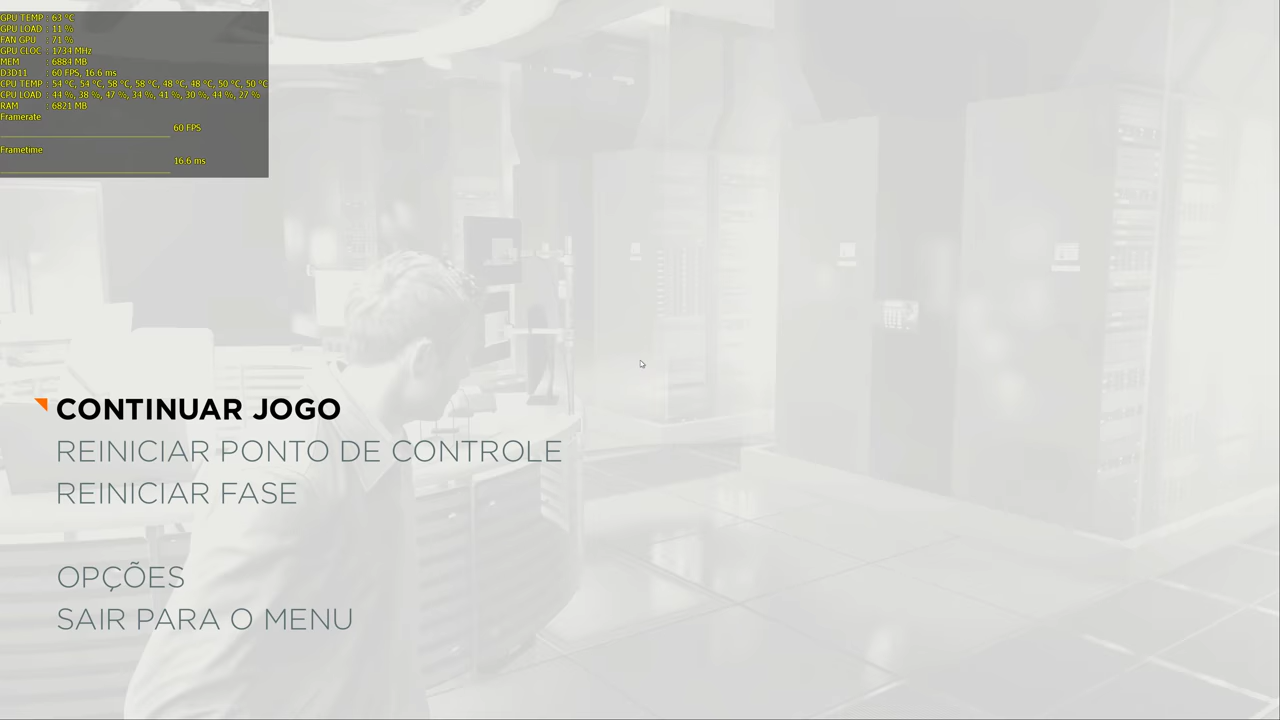 GPU TEMP : 63 °C
GPU LOAD : 11 %
FAN GPU : 71 %
GPU CLOC : 1734 MHz
MEM : 6884 MB
D3D11 : 60 FPS, 16.6 ms
CPU TEMP : 54 °C, 54 °C, 58 °C, 58 °C, 48 °C, 48 °C, 50 °C, 50 °C
CPU LOAD : 44 %, 38 %, 47 %, 34 %, 41 %, 30 %, 44 %, 27 %
RAM : 6821 MB
Framerate
60 FPS
Frametime
16.6 ms
CONTINUAR JOGO
REINICIAR PONTO DE CONTROLE
REINICIAR FASE
OPÇÕES
SAIR PARA O MENU